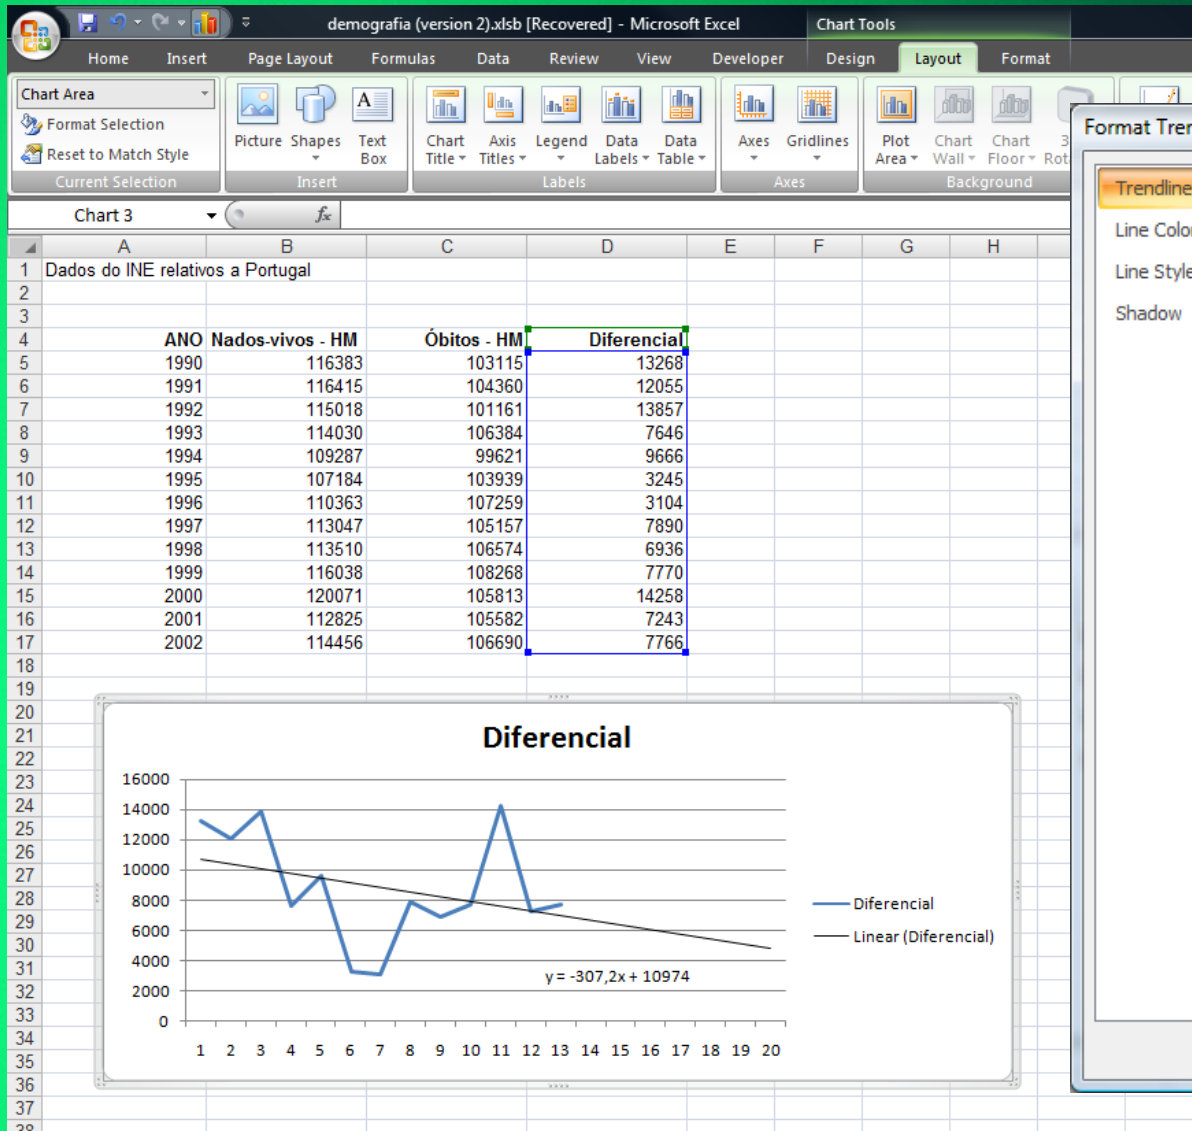 demografia (version 2).xlsb [Recovered] - Microsoft Excel
Chart Tools
Home Insert Page Layout Formulas Data Review View Developer Design Layout Format
Chart Area
Format Selection
Reset to Match Style
Current Selection
Picture Shapes Text Box
Insert
Chart Title Axis Titles Legend Data Labels Data Table
Labels
Axes Gridlines
Axes
Plot Area Chart Wall Chart Floor
Background
Format Tren
Trendline
Line Color
Line Style
Shadow
Chart 3 fx
A B C D E F G H
1 Dados do INE relativos a Portugal
2
3
4 ANO Nados-vivos - HM Óbitos - HM Diferencial
5 1990 116383 103115 13268
6 1991 116415 104360 12055
7 1992 115018 101161 13857
8 1993 114030 106384 7646
9 1994 109287 99621 9666
10 1995 107184 103939 3245
11 1996 110363 107259 3104
12 1997 113047 105157 7890
13 1998 113510 106574 6936
14 1999 116038 108268 7770
15 2000 120071 105813 14258
16 2001 112825 105582 7243
17 2002 114456 106690 7766
18
19
20
21
22
23
24
25
26
27
28
29
30
31
32
33
34
35
36
37
38
Diferencial
16000
14000
12000
10000
8000
6000
4000
2000
0
1 2 3 4 5 6 7 8 9 10 11 12 13 14 15 16 17 18 19 20
y = -307,2x + 10974
Diferencial
Linear (Diferencial)